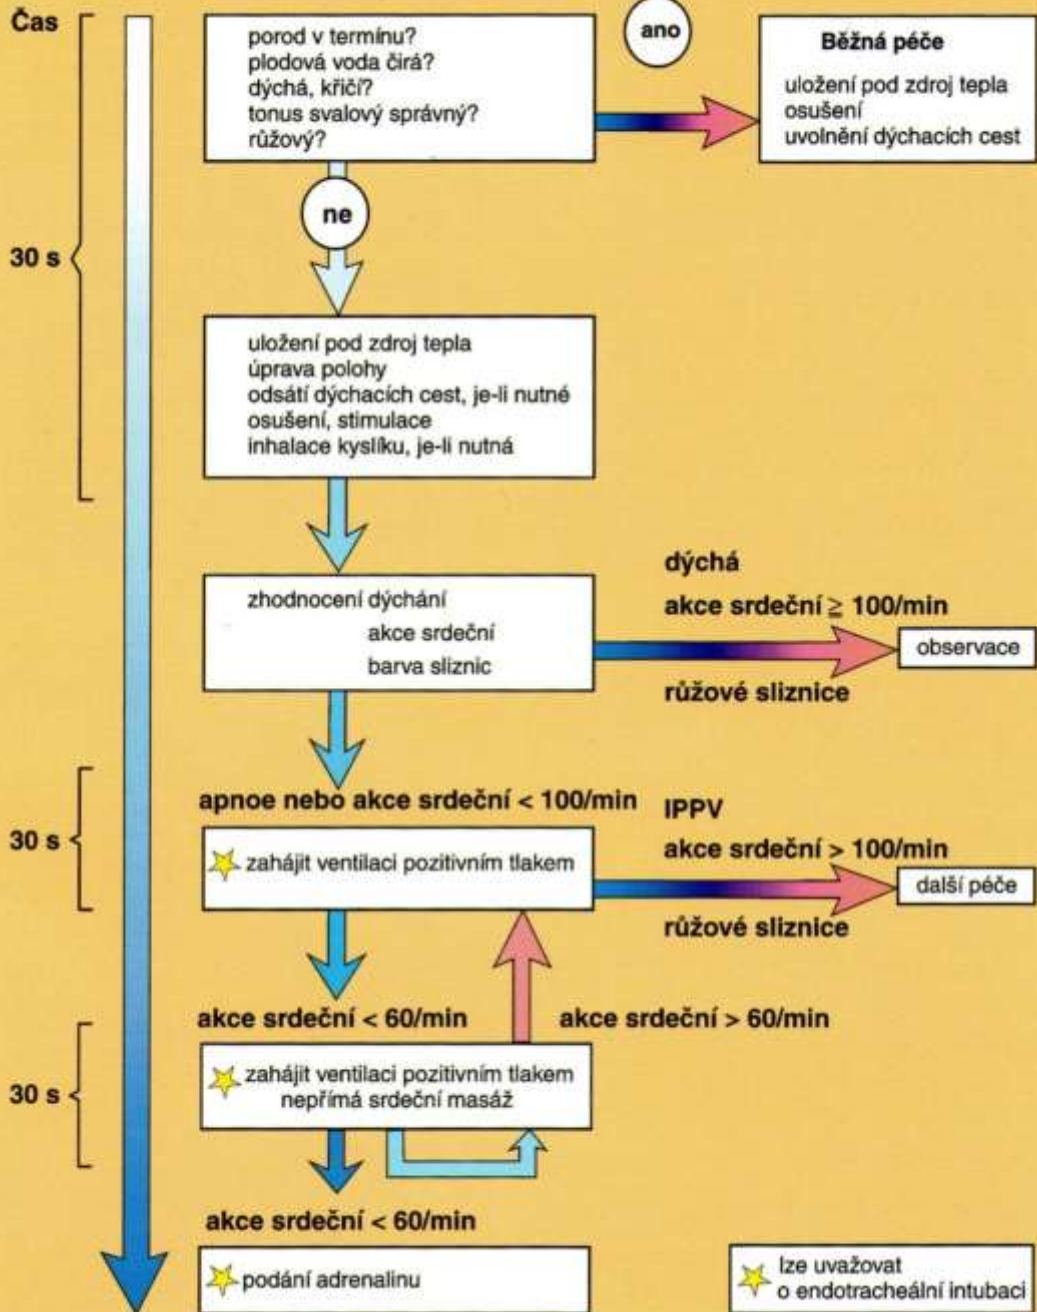 Čas
porod v termínu?
plodová voda čirá?
dýchá, křičí?
tonus svalový správný?
růžový?
ano
Běžná péče
uložení pod zdroj tepla
osušení
uvolnění dýchacích cest
ne
30 s
uložení pod zdroj tepla
úprava polohy
odsátí dýchacích cest, je-li nutné
osušení, stimulace
inhalace kyslíku, je-li nutná
zhodnocení dýchání
akce srdeční
barva sliznic
dýchá
akce srdeční ≧ 100/min
růžové sliznice
observace
apnoe nebo akce srdeční < 100/min
30 s
zahájit ventilaci pozitivním tlakem
IPPV
akce srdeční > 100/min
růžové sliznice
další péče
akce srdeční < 60/min
akce srdeční > 60/min
30 s
zahájit ventilaci pozitivním tlakem
nepřímá srdeční masáž
akce srdeční < 60/min
podání adrenalinu
lze uvažovat
o endotracheální intubaci